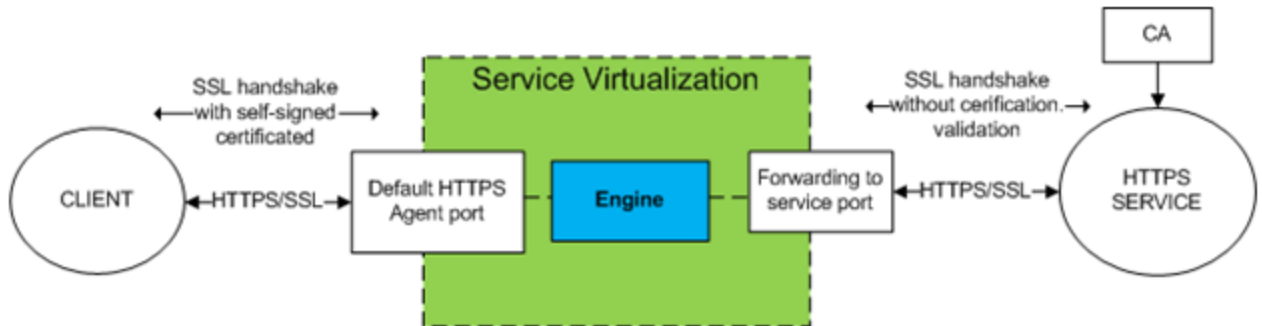 CA
Service Virtualization
SSL handshake
with self-signed
certificated
SSL handshake
without cerification.
validation
CLIENT
HTTPS/SSL
Default HTTPS
Agent port
Engine
Forwarding to
service port
HTTPS/SSL
HTTPS
SERVICE